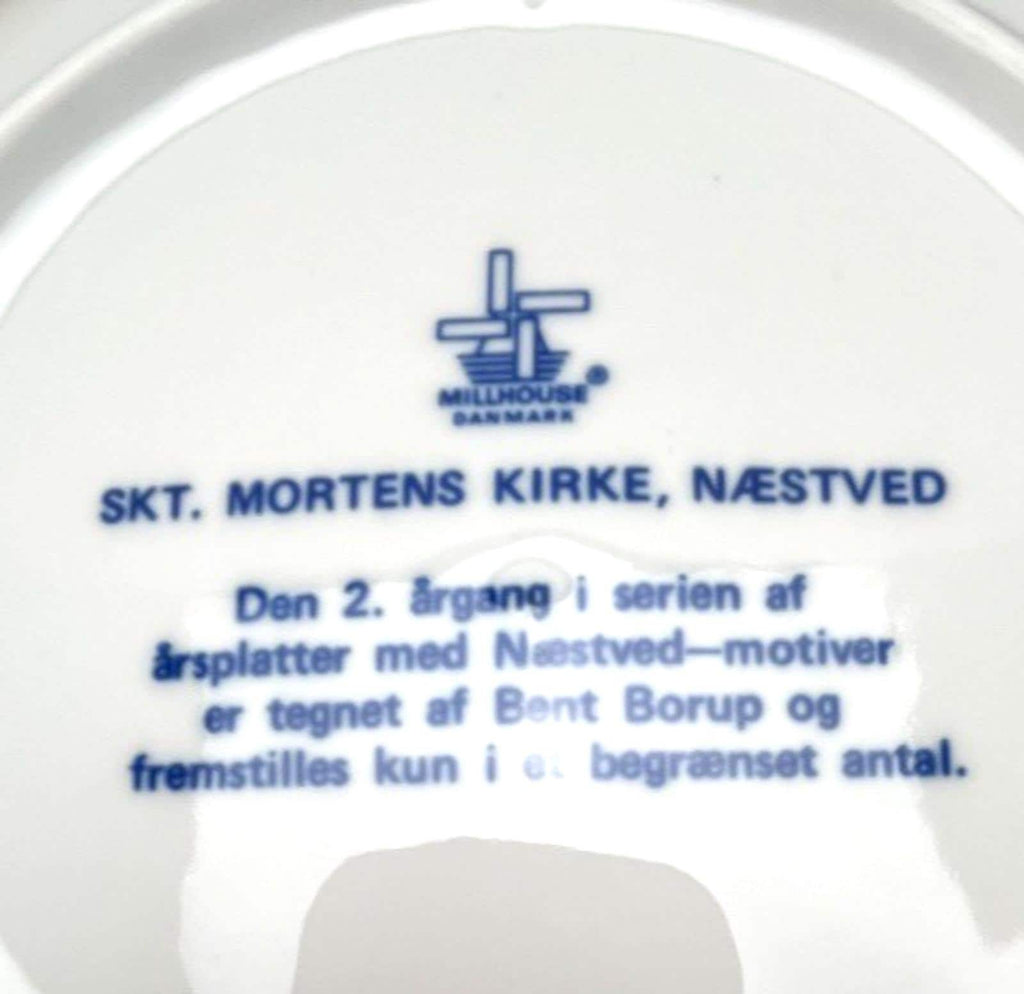 MILLHOUSE®
DANMARK
SKT. MORTENS KIRKE, NÆSTVED
Den 2. årgang i serien af
årsplatter med Næstved—motiver
er tegnet af Bent Borup og
fremstilles kun i et begrænset antal.